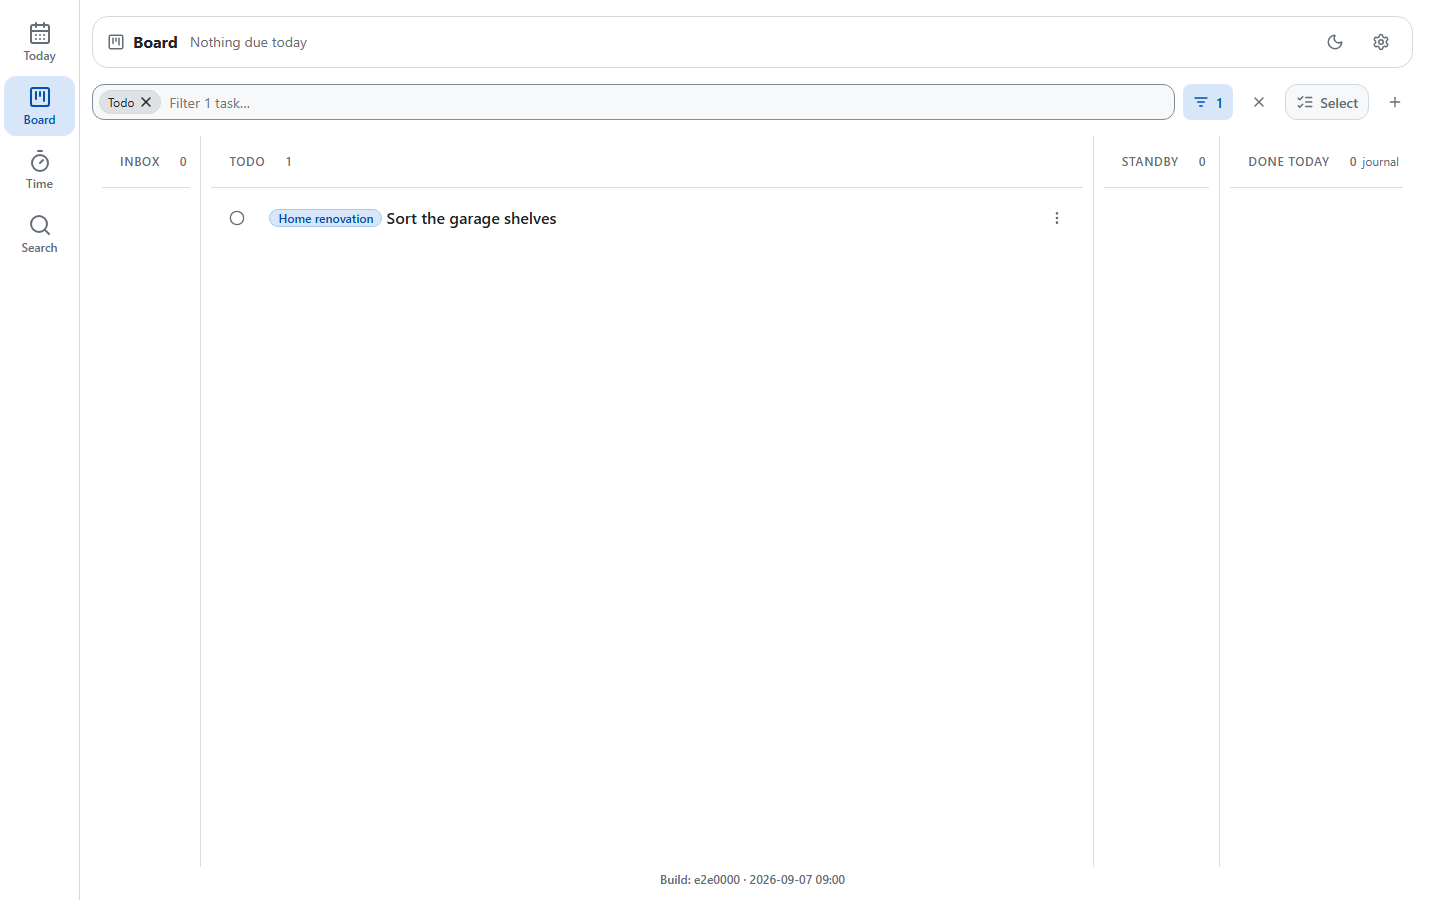 Today
Board
Time
Search
Board Nothing due today
Todo Filter 1 task...
1
Select
INBOX 0
TODO 1
STANDBY 0
DONE TODAY 0 journal
Home renovation Sort the garage shelves
Build: e2e0000 · 2026-09-07 09:00